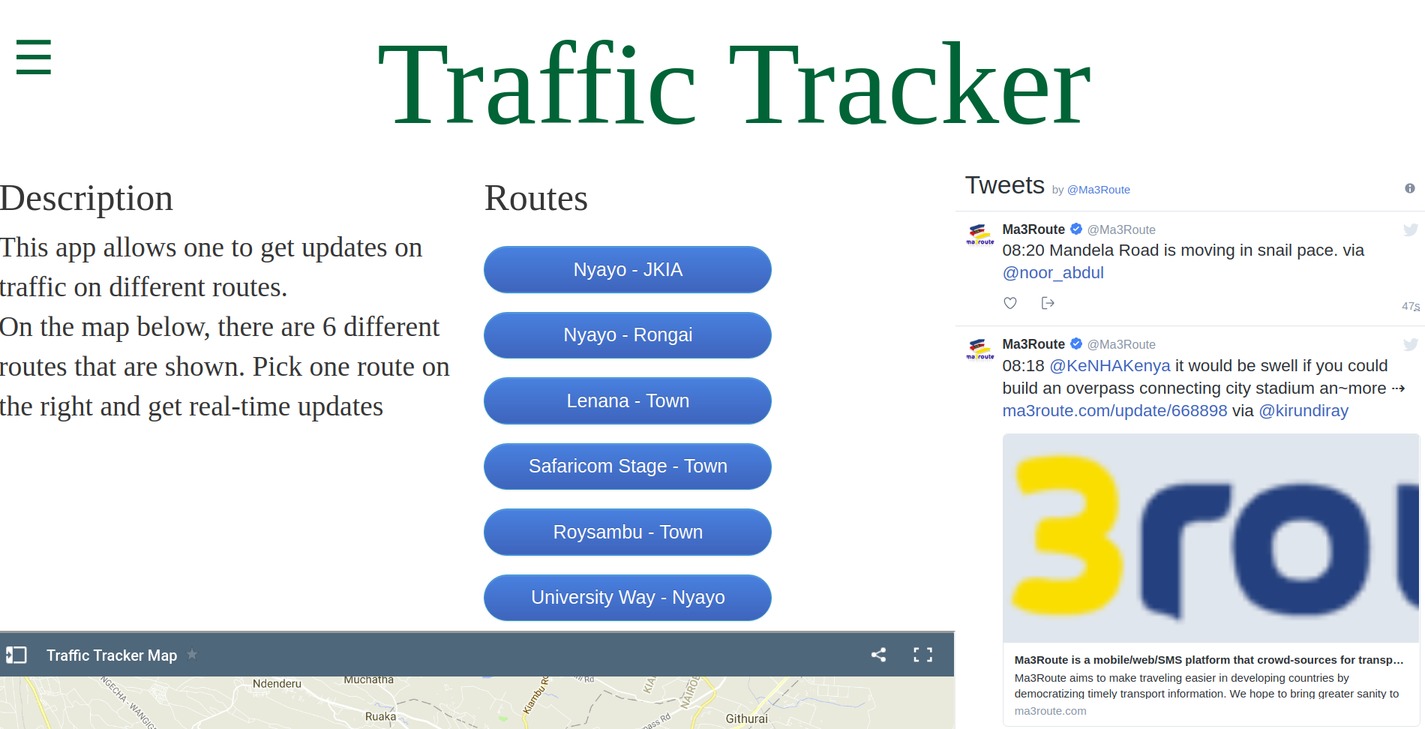 ☰
Traffic Tracker
Description
This app allows one to get updates on
traffic on different routes.
On the map below, there are 6 different
routes that are shown. Pick one route on
the right and get real-time updates
Routes
Nyayo - JKIA
Nyayo - Rongai
Lenana - Town
Safaricom Stage - Town
Roysambu - Town
University Way - Nyayo
Traffic Tracker Map ★
NGECHA-WANGIG
Ndenderu
Muchatha
Ruaka
Kiambu Ro
KIA
NAIROB
pass Rd
Rd
Githurai
Tweets by @Ma3Route
Ma3Route @Ma3Route
08:20 Mandela Road is moving in snail pace. via
@noor_abdul
47s
Ma3Route @Ma3Route
08:18 @KeNHAKenya it would be swell if you could
build an overpass connecting city stadium an~more ⇢
ma3route.com/update/668898 via @kirundiray
3rou
Ma3Route is a mobile/web/SMS platform that crowd-sources for transp…
Ma3Route aims to make traveling easier in developing countries by
democratizing timely transport information. We hope to bring greater sanity to
ma3route.com